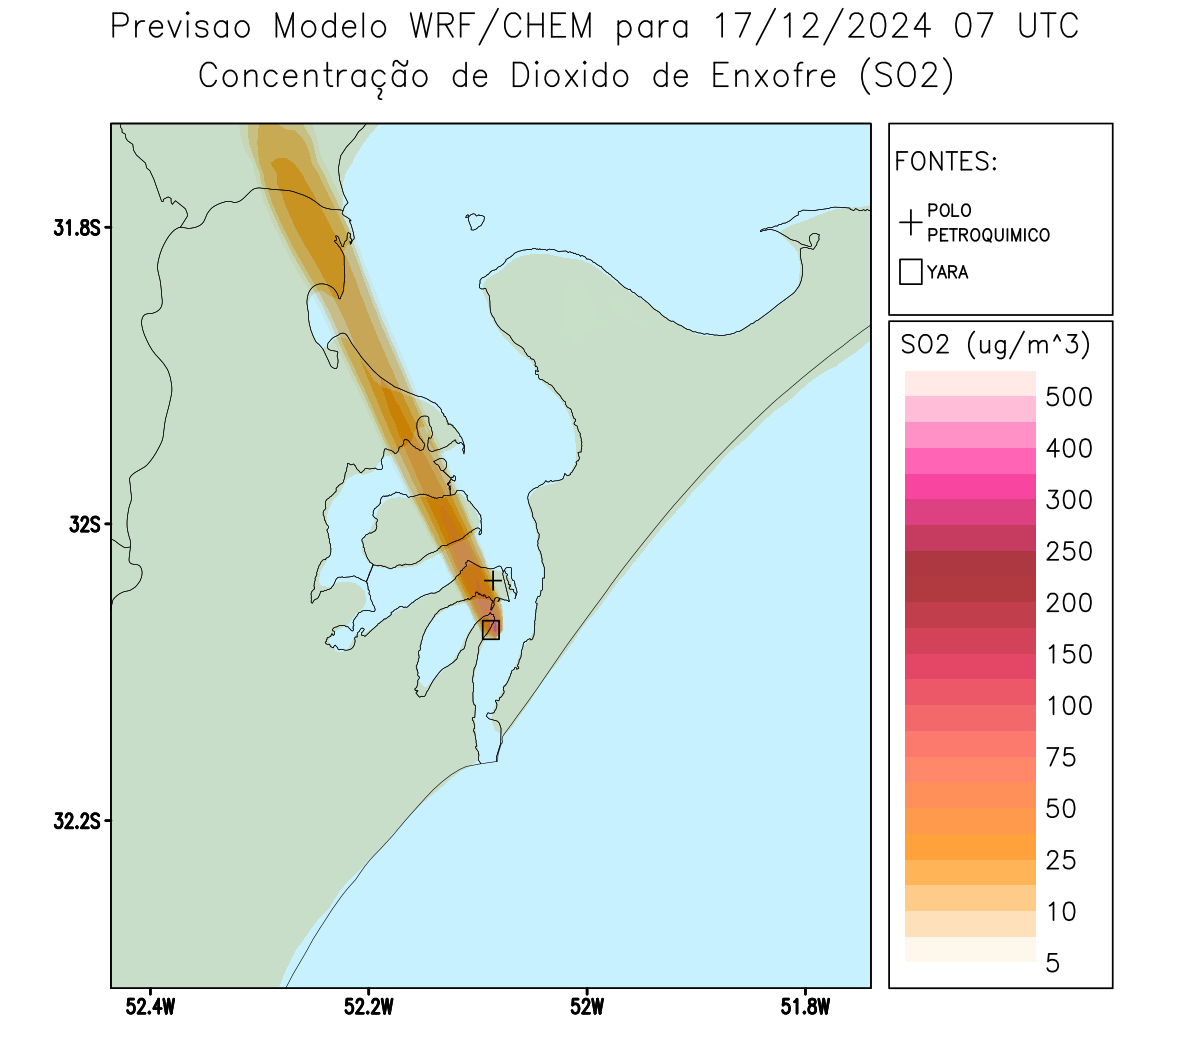 Previsao Modelo WRF/CHEM para 17/12/2024 07 UTC
Concentração de Dioxido de Enxofre (SO2)
FONTES:
POLO
PETROQUIMICO
YARA
SO2 (ug/m^3)
500
400
300
250
200
150
100
75
50
25
10
5
31.8S
32S
32.2S
52.4W
52.2W
52W
51.8W